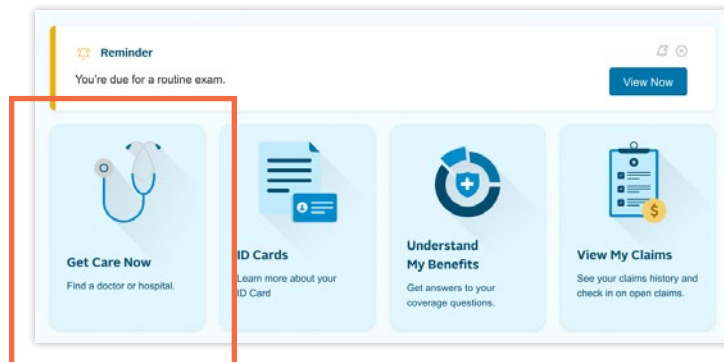 Reminder
You're due for a routine exam.
View Now
Get Care Now
Find a doctor or hospital.
ID Cards
Learn more about your
ID Card
Understand
My Benefits
Get answers to your
coverage questions.
$
View My Claims
See your claims history and
check in on open claims.